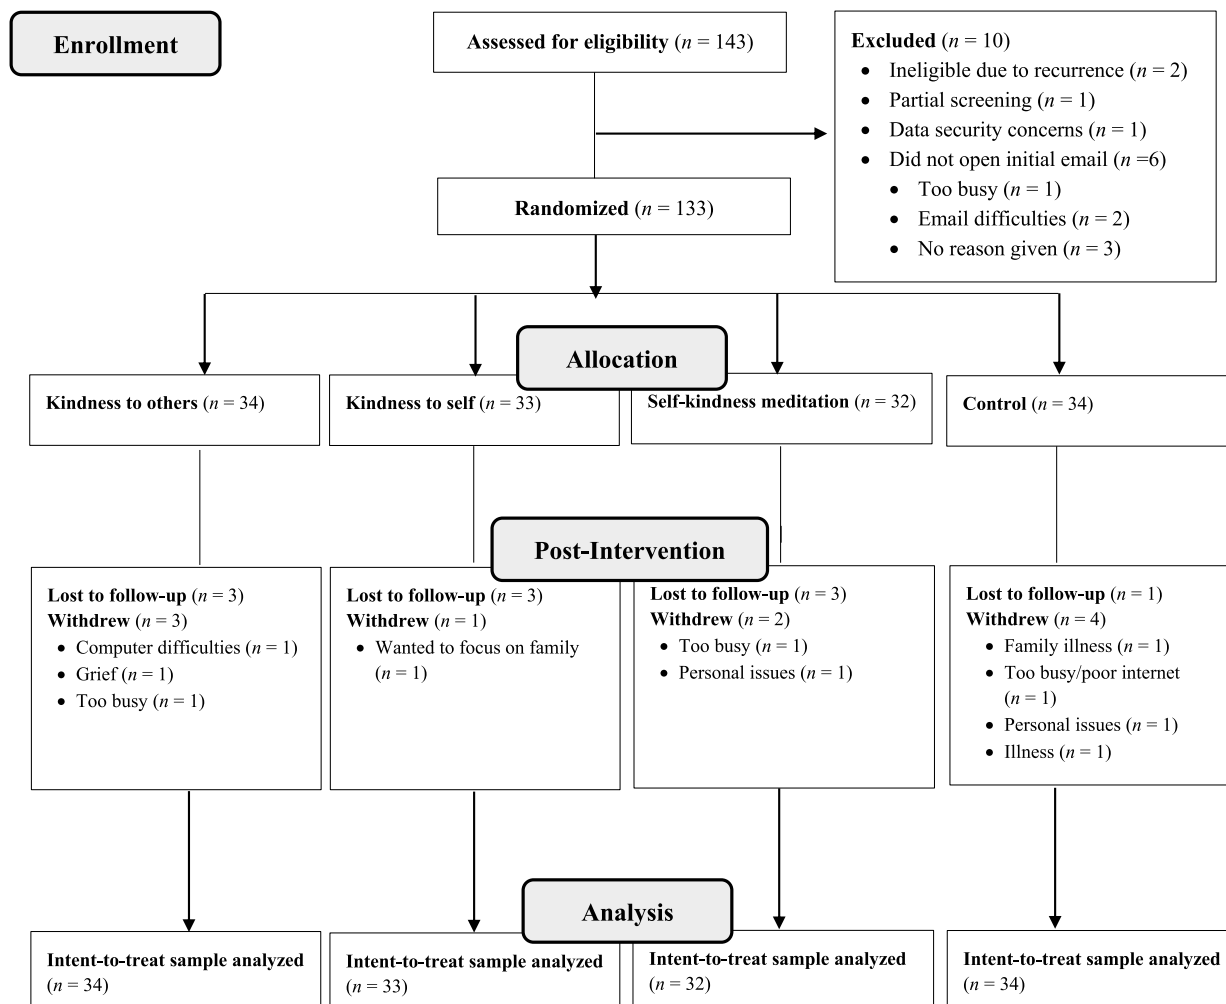 Enrollment
Assessed for eligibility (n = 143)
Excluded (n = 10)
• Ineligible due to recurrence (n = 2)
• Partial screening (n = 1)
• Data security concerns (n = 1)
• Did not open initial email (n =6)
• Too busy (n = 1)
• Email difficulties (n = 2)
• No reason given (n = 3)
Randomized (n = 133)
Allocation
Kindness to others (n = 34)
Kindness to self (n = 33)
Self-kindness meditation (n = 32)
Control (n = 34)
Post-Intervention
Lost to follow-up (n = 3)
Withdrew (n = 3)
• Computer difficulties (n = 1)
• Grief (n = 1)
• Too busy (n = 1)
Lost to follow-up (n = 3)
Withdrew (n = 1)
• Wanted to focus on family
(n = 1)
Lost to follow-up (n = 3)
Withdrew (n = 2)
• Too busy (n = 1)
• Personal issues (n = 1)
Lost to follow-up (n = 1)
Withdrew (n = 4)
• Family illness (n = 1)
• Too busy/poor internet
(n = 1)
• Personal issues (n = 1)
• Illness (n = 1)
Analysis
Intent-to-treat sample analyzed
(n = 34)
Intent-to-treat sample analyzed
(n = 33)
Intent-to-treat sample analyzed
(n = 32)
Intent-to-treat sample analyzed
(n = 34)